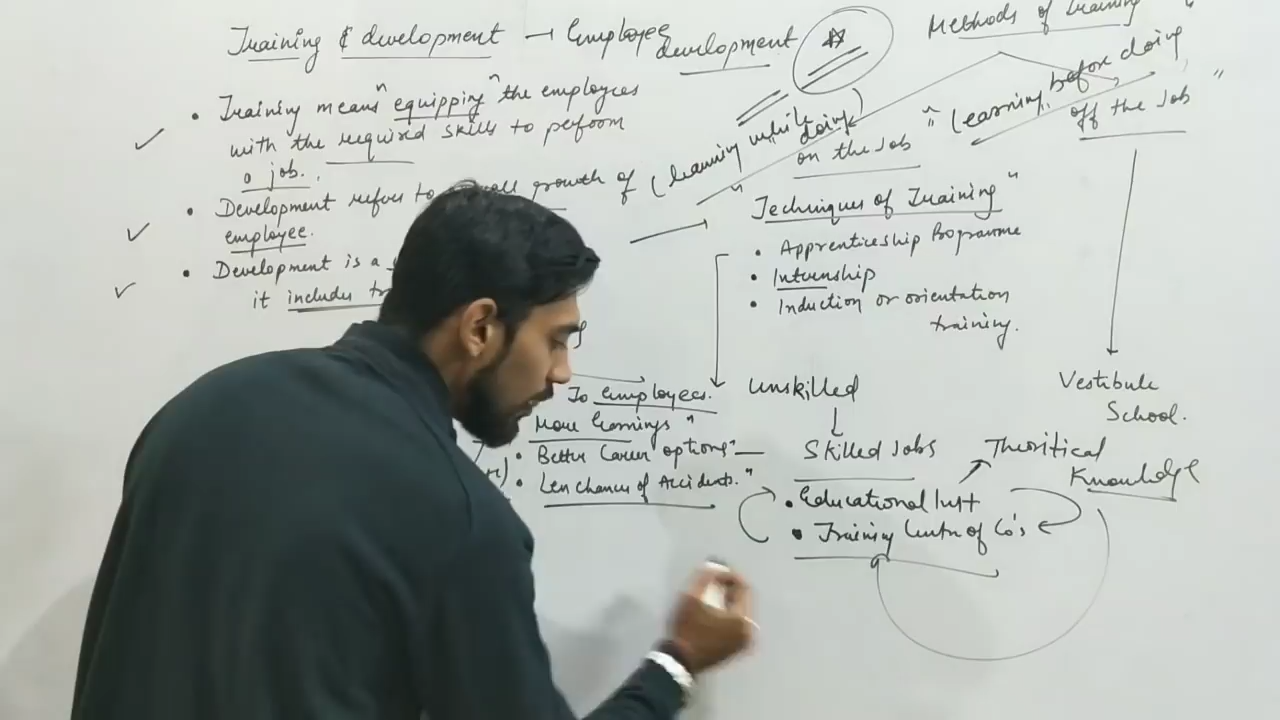 Training & development → Employee development
• Training means "equipping" the employees
with the required skills to perform
a job.
• Development refers to growth of
employee.
• Development is a
it includes
To employees.
More Earnings"
• Better Career options"
• Less chances of Accidents."
Methods of Training "
(learning while doing)
on the Job "
(Learning before doing "
off the Job
"Techniques of Training"
• Apprenticeship Programme
• Internship
• Induction or orientation
training.
Unskilled
↓
Skilled Jobs
• Educational Inst
• Training Centr of Co's
Theoritical
Knowledge
Vestibule
School.